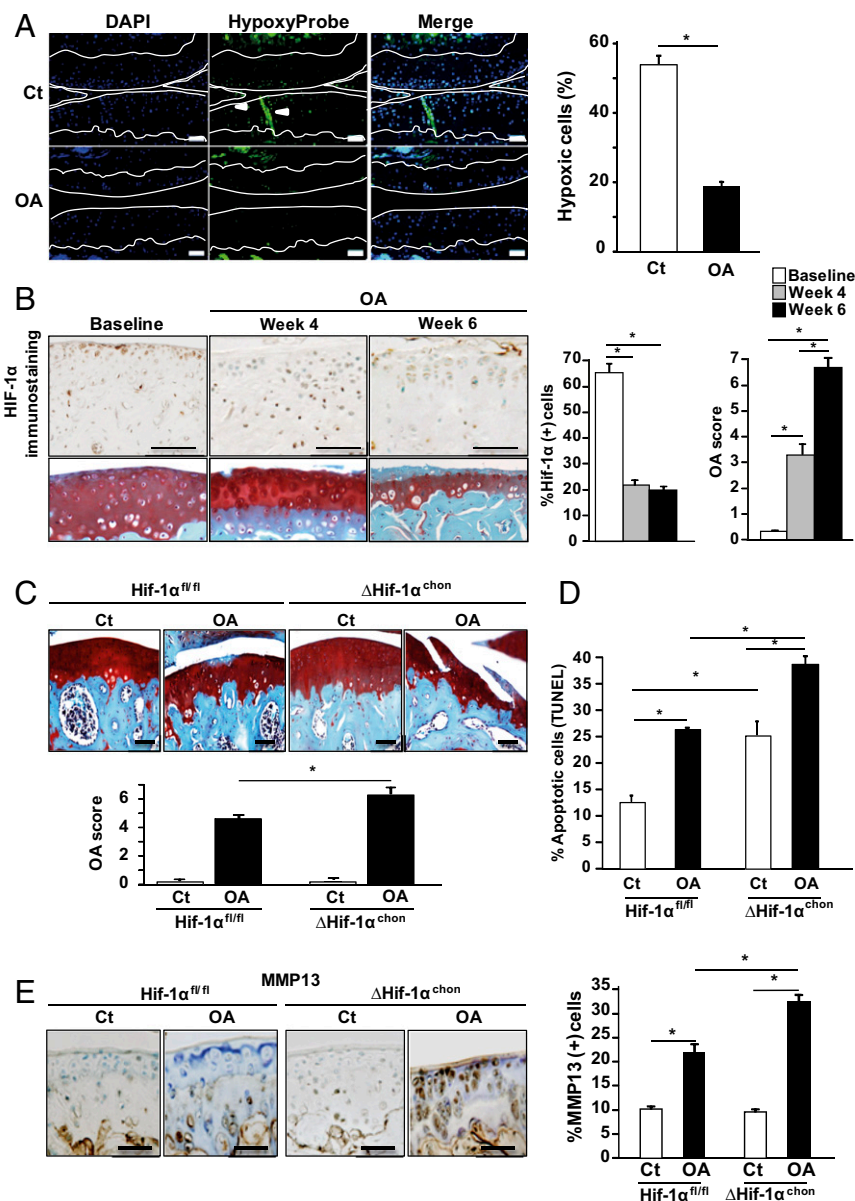 A
DAPI HypoxyProbe Merge
Ct
OA
Hypoxic cells (%)
60
40
20
0
*
Ct OA
Baseline
Week 4
Week 6
B
OA
Baseline Week 4 Week 6
HIF-1α
immunostaining
%Hif-1α (+) cells
70
60
50
40
30
20
10
0
*
*
OA score
7
6
5
4
3
2
1
0
*
*
*
C
Hif-1α fl/fl ΔHif-1α chon
Ct OA Ct OA
OA score
6
4
2
0
*
Ct OA Ct OA
Hif-1α fl/fl ΔHif-1α chon
D
% Apoptotic cells (TUNEL)
40
35
30
25
20
15
10
5
0
*
*
*
*
Ct OA Ct OA
Hif-1α fl/fl ΔHif-1α chon
E
MMP13
Hif-1α fl/fl ΔHif-1α chon
Ct OA Ct OA
%MMP13 (+) cells
35
30
25
20
15
10
5
0
*
*
*
Ct OA Ct OA
Hif-1α fl/fl ΔHif-1α chon